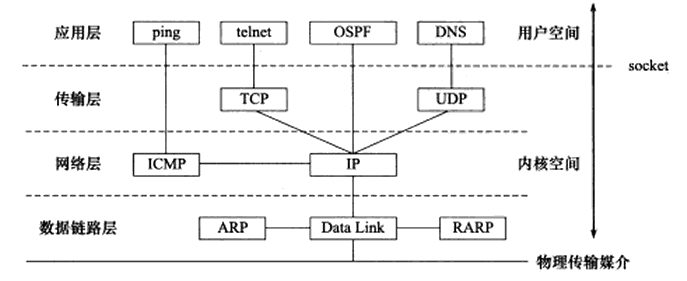 应用层 ping telnet OSPF DNS 用户空间
socket
传输层 TCP UDP
网络层 ICMP IP 内核空间
数据链路层 ARP Data Link RARP
物理传输媒介